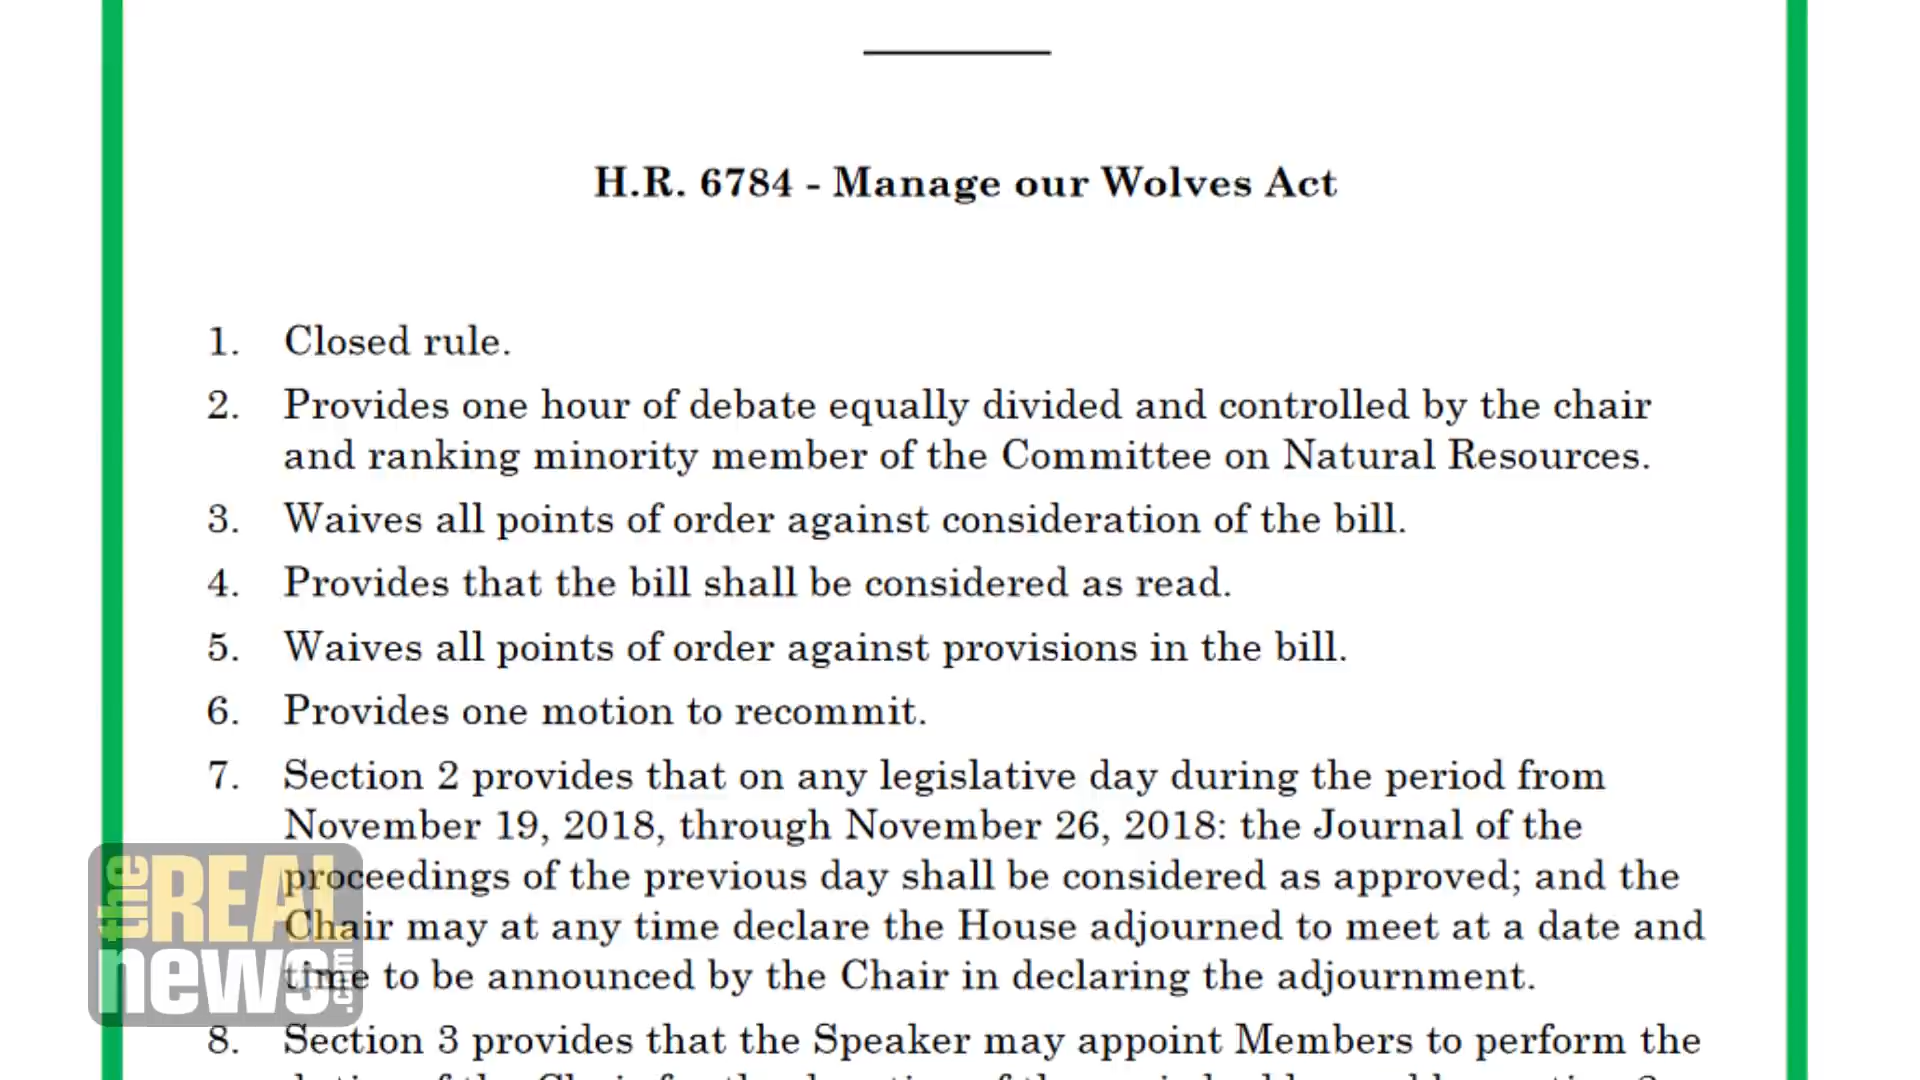 H.R. 6784 - Manage our Wolves Act
1. Closed rule.
2. Provides one hour of debate equally divided and controlled by the chair
and ranking minority member of the Committee on Natural Resources.
3. Waives all points of order against consideration of the bill.
4. Provides that the bill shall be considered as read.
5. Waives all points of order against provisions in the bill.
6. Provides one motion to recommit.
7. Section 2 provides that on any legislative day during the period from
November 19, 2018, through November 26, 2018: the Journal of the
proceedings of the previous day shall be considered as approved; and the
Chair may at any time declare the House adjourned to meet at a date and
time to be announced by the Chair in declaring the adjournment.
8. Section 3 provides that the Speaker may appoint Members to perform the
the REAL
news.com